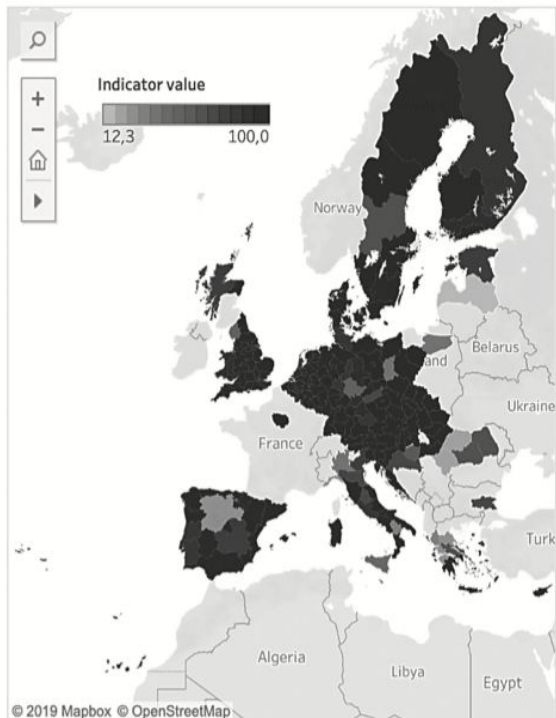 Indicator value
12,3 100,0
Norway
and
Belarus
Ukraine
France
Turk
Algeria
Libya
Egypt
© 2019 Mapbox © OpenStreetMap